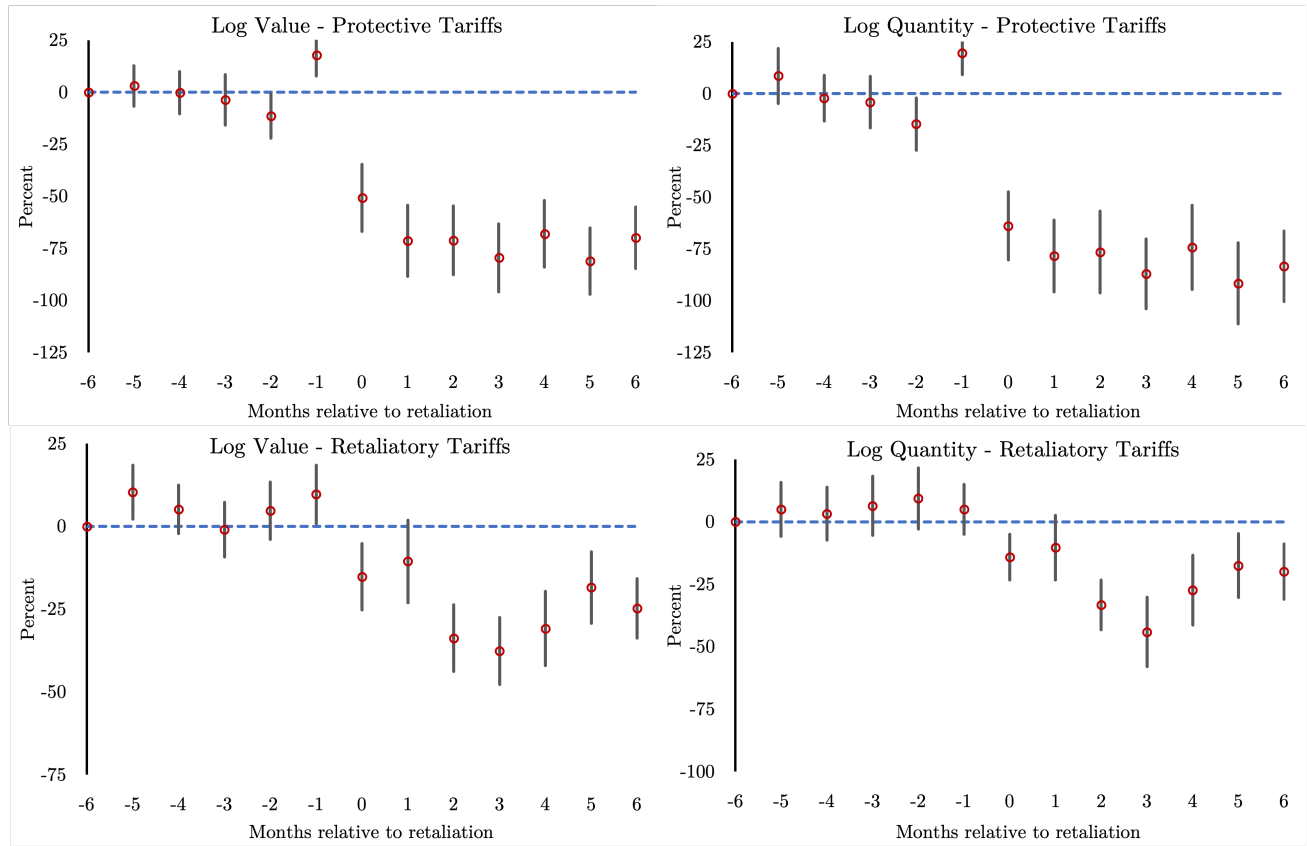 Log Value - Protective Tariffs
25
0
-25
-50
-75
-100
-125
Percent
-6 -5 -4 -3 -2 -1 0 1 2 3 4 5 6
Months relative to retaliation
Log Quantity - Protective Tariffs
25
0
-25
-50
-75
-100
-125
Percent
-6 -5 -4 -3 -2 -1 0 1 2 3 4 5 6
Months relative to retaliation
Log Value - Retaliatory Tariffs
25
0
-25
-50
-75
Percent
-6 -5 -4 -3 -2 -1 0 1 2 3 4 5 6
Months relative to retaliation
Log Quantity - Retaliatory Tariffs
25
0
-25
-50
-75
-100
Percent
-6 -5 -4 -3 -2 -1 0 1 2 3 4 5 6
Months relative to retaliation